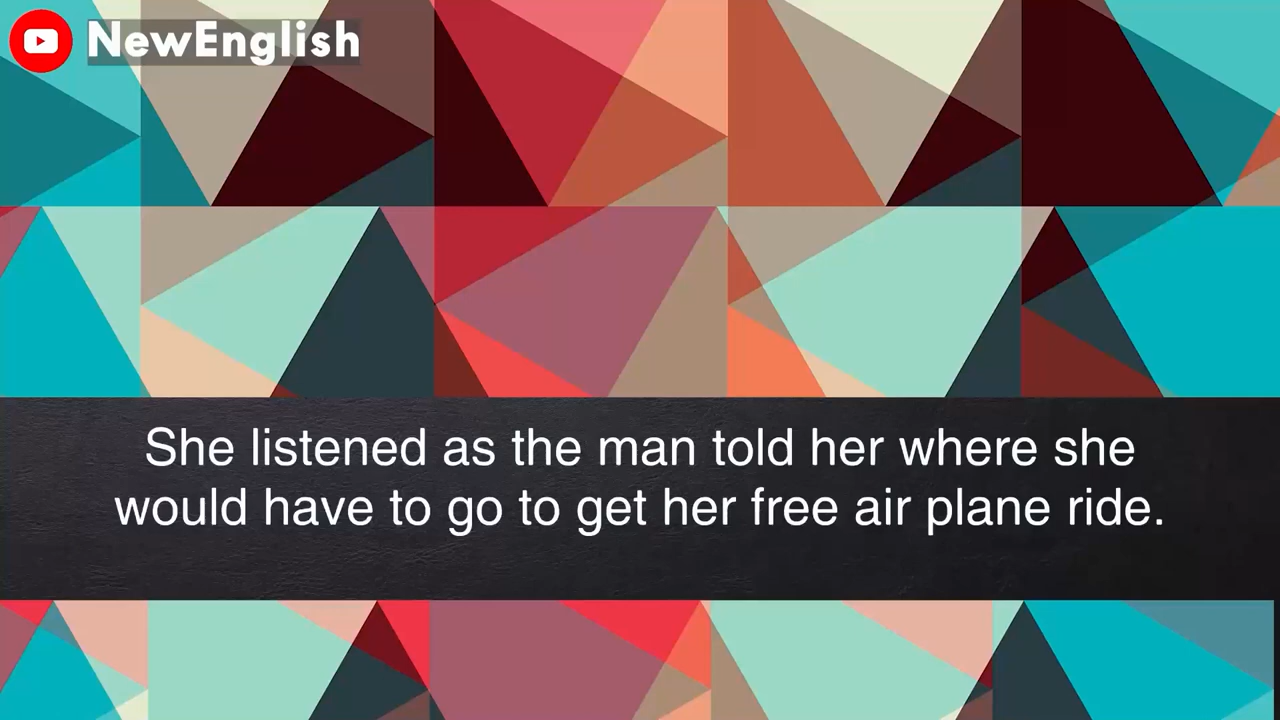 NewEnglish
She listened as the man told her where she
would have to go to get her free air plane ride.